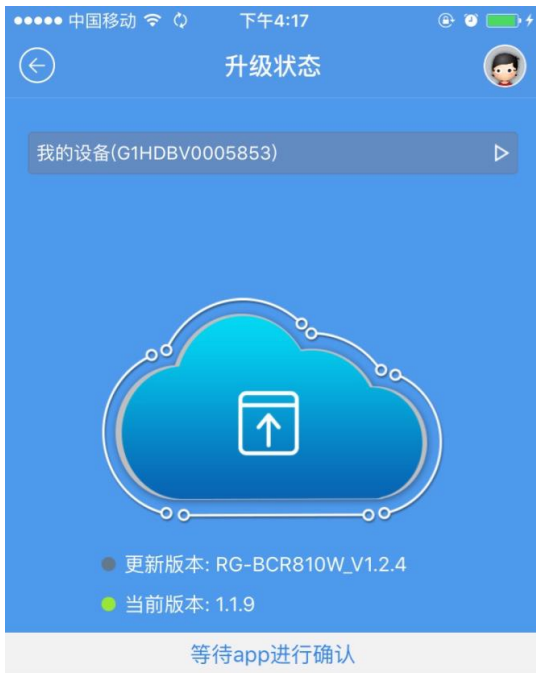 中国移动 下午4:17
升级状态
我的设备(G1HDBV0005853)
更新版本: RG-BCR810W_V1.2.4
当前版本: 1.1.9
等待app进行确认